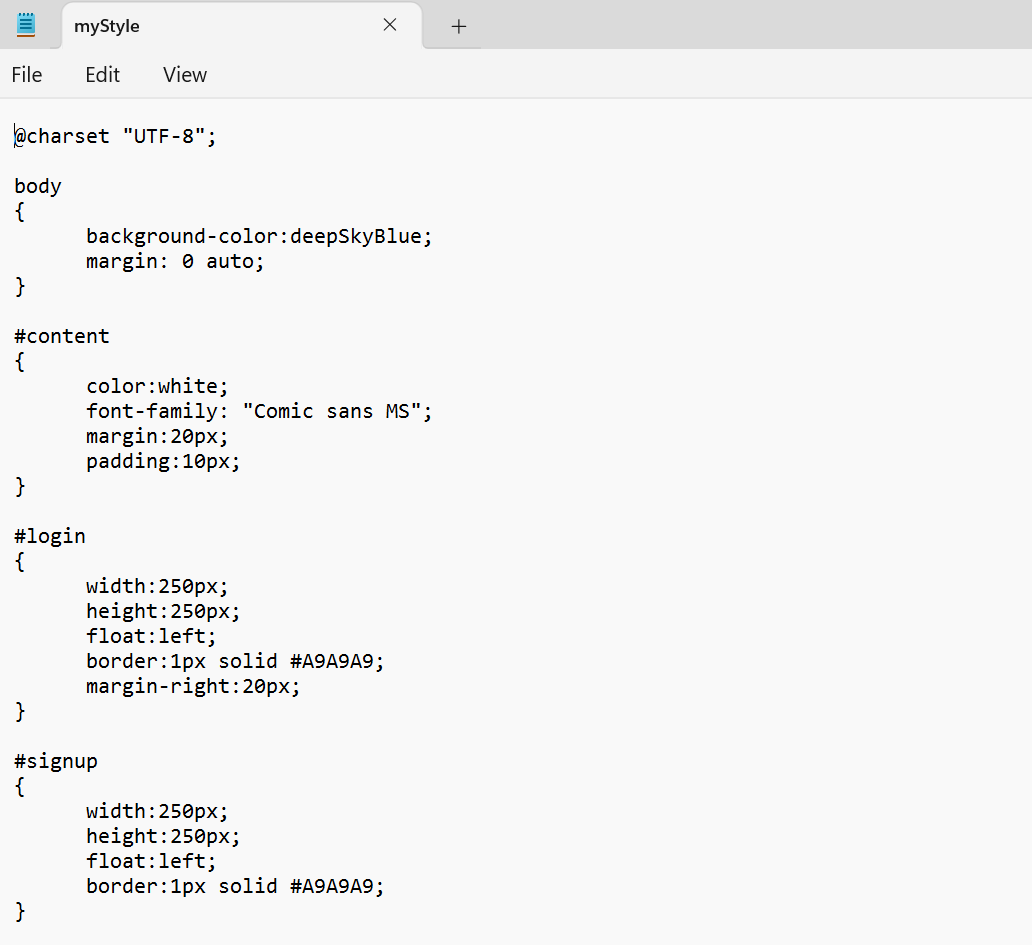 myStyle
File Edit View
@charset "UTF-8";
body
{
background-color:deepSkyBlue;
margin: 0 auto;
}
#content
{
color:white;
font-family: "Comic sans MS";
margin:20px;
padding:10px;
}
#login
{
width:250px;
height:250px;
float:left;
border:1px solid #A9A9A9;
margin-right:20px;
}
#signup
{
width:250px;
height:250px;
float:left;
border:1px solid #A9A9A9;
}